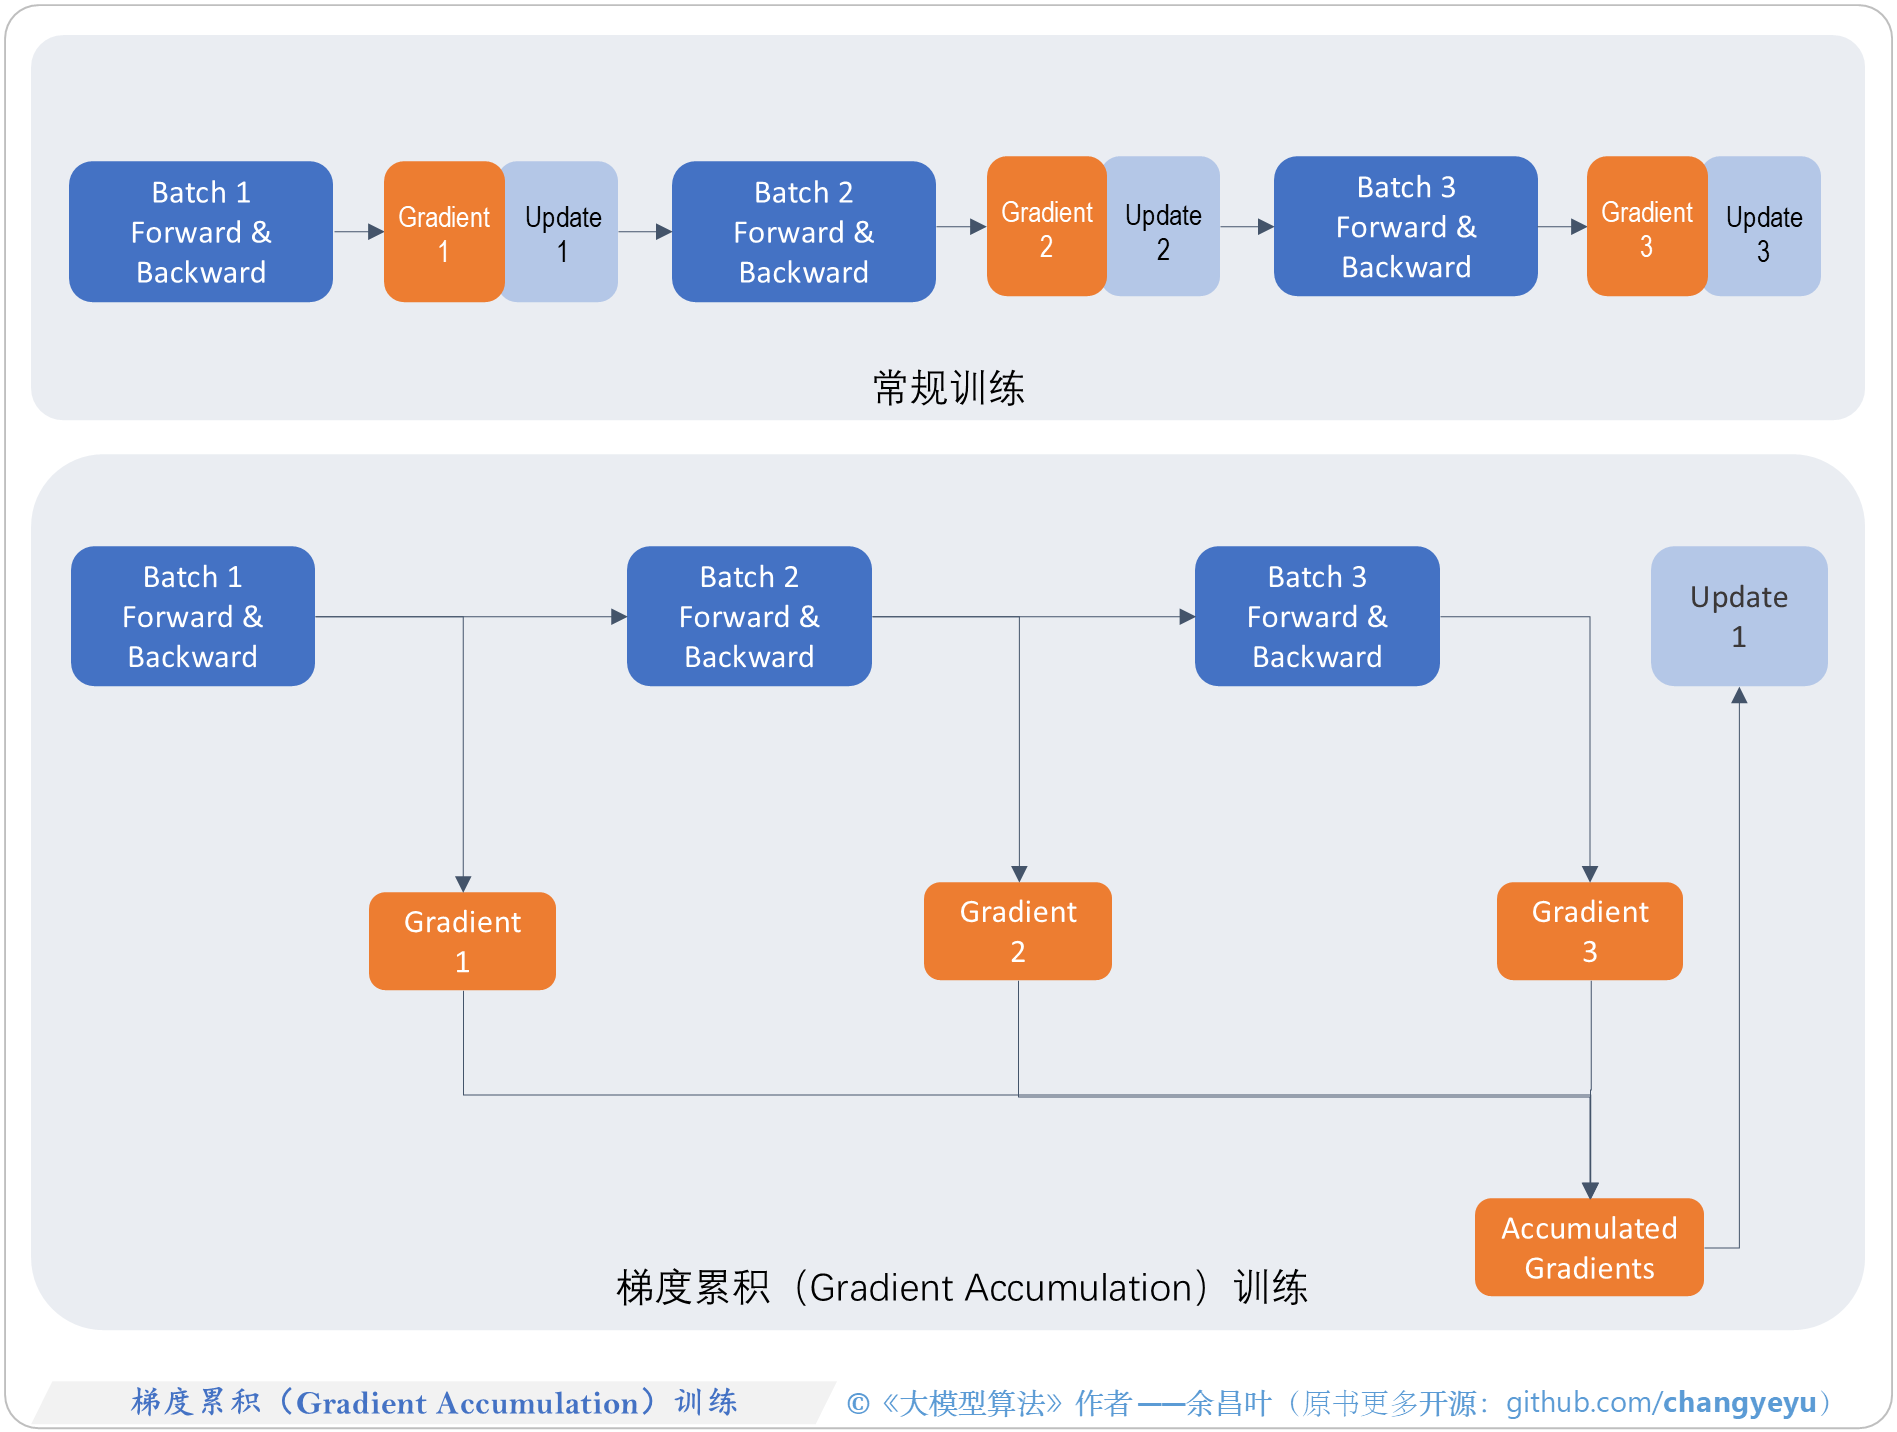 Batch 1
Forward &
Backward
Gradient
1
Update
1
Batch 2
Forward &
Backward
Gradient
2
Update
2
Batch 3
Forward &
Backward
Gradient
3
Update
3
常规训练
Batch 1
Forward &
Backward
Batch 2
Forward &
Backward
Batch 3
Forward &
Backward
Update
1
Gradient
1
Gradient
2
Gradient
3
Accumulated
Gradients
梯度累积（Gradient Accumulation）训练
梯度累积（Gradient Accumulation）训练
©《大模型算法》作者——余昌叶（原书更多开源：github.com/changyeyu）